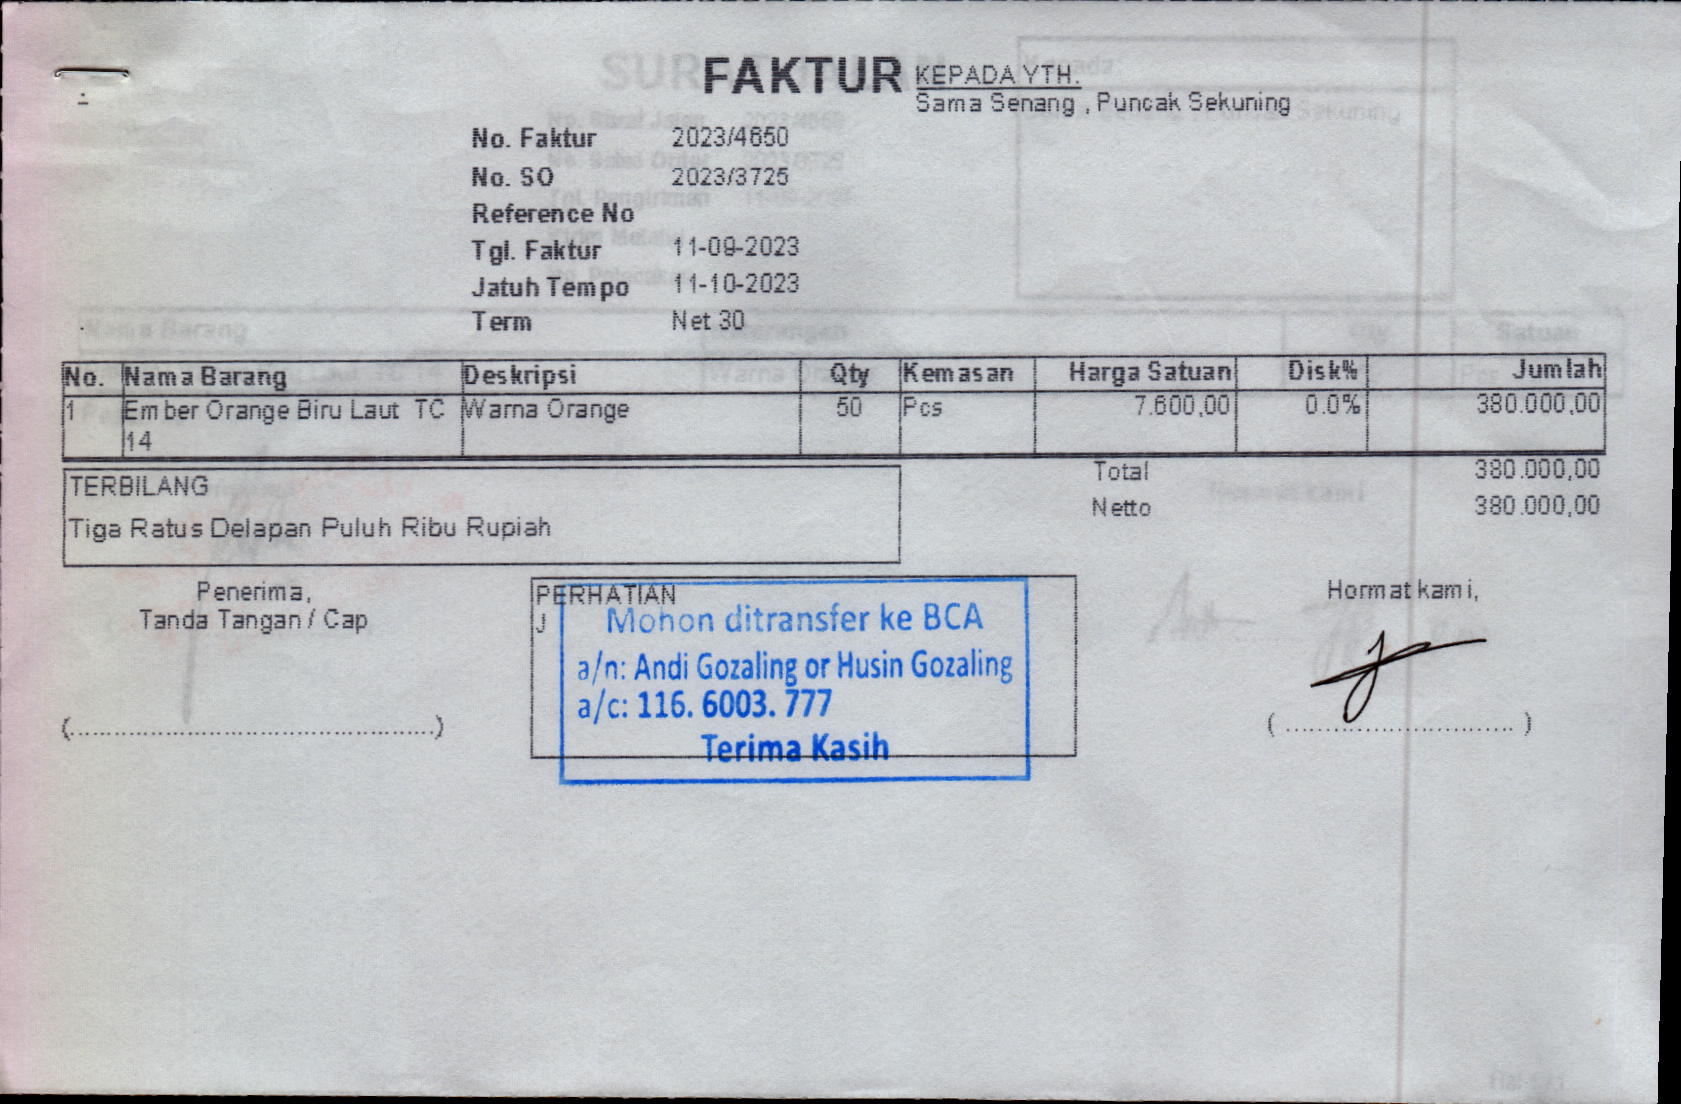 FAKTUR
KEPADA YTH.
Sama Senang , Puncak Sekuning
No. Faktur 2023/4650
No. SO 2023/3725
Reference No
Tgl. Faktur 11-09-2023
Jatuh Tempo 11-10-2023
Term Net 30
No. Nama Barang Deskripsi Qty Kemasan Harga Satuan Disk% Jumlah
1 Ember Orange Biru Laut TC Warna Orange 50 Pcs 7.600,00 0.0% 380.000,00
14
Total 380.000,00
Netto 380.000,00
TERBILANG
Tiga Ratus Delapan Puluh Ribu Rupiah
Penerima,
Tanda Tangan / Cap
(...............................................)
PERHATIAN
J
Mohon ditransfer ke BCA
a/n: Andi Gozaling or Husin Gozaling
a/c: 116. 6003. 777
Terima Kasih
Hormat kami,
( .............................. )